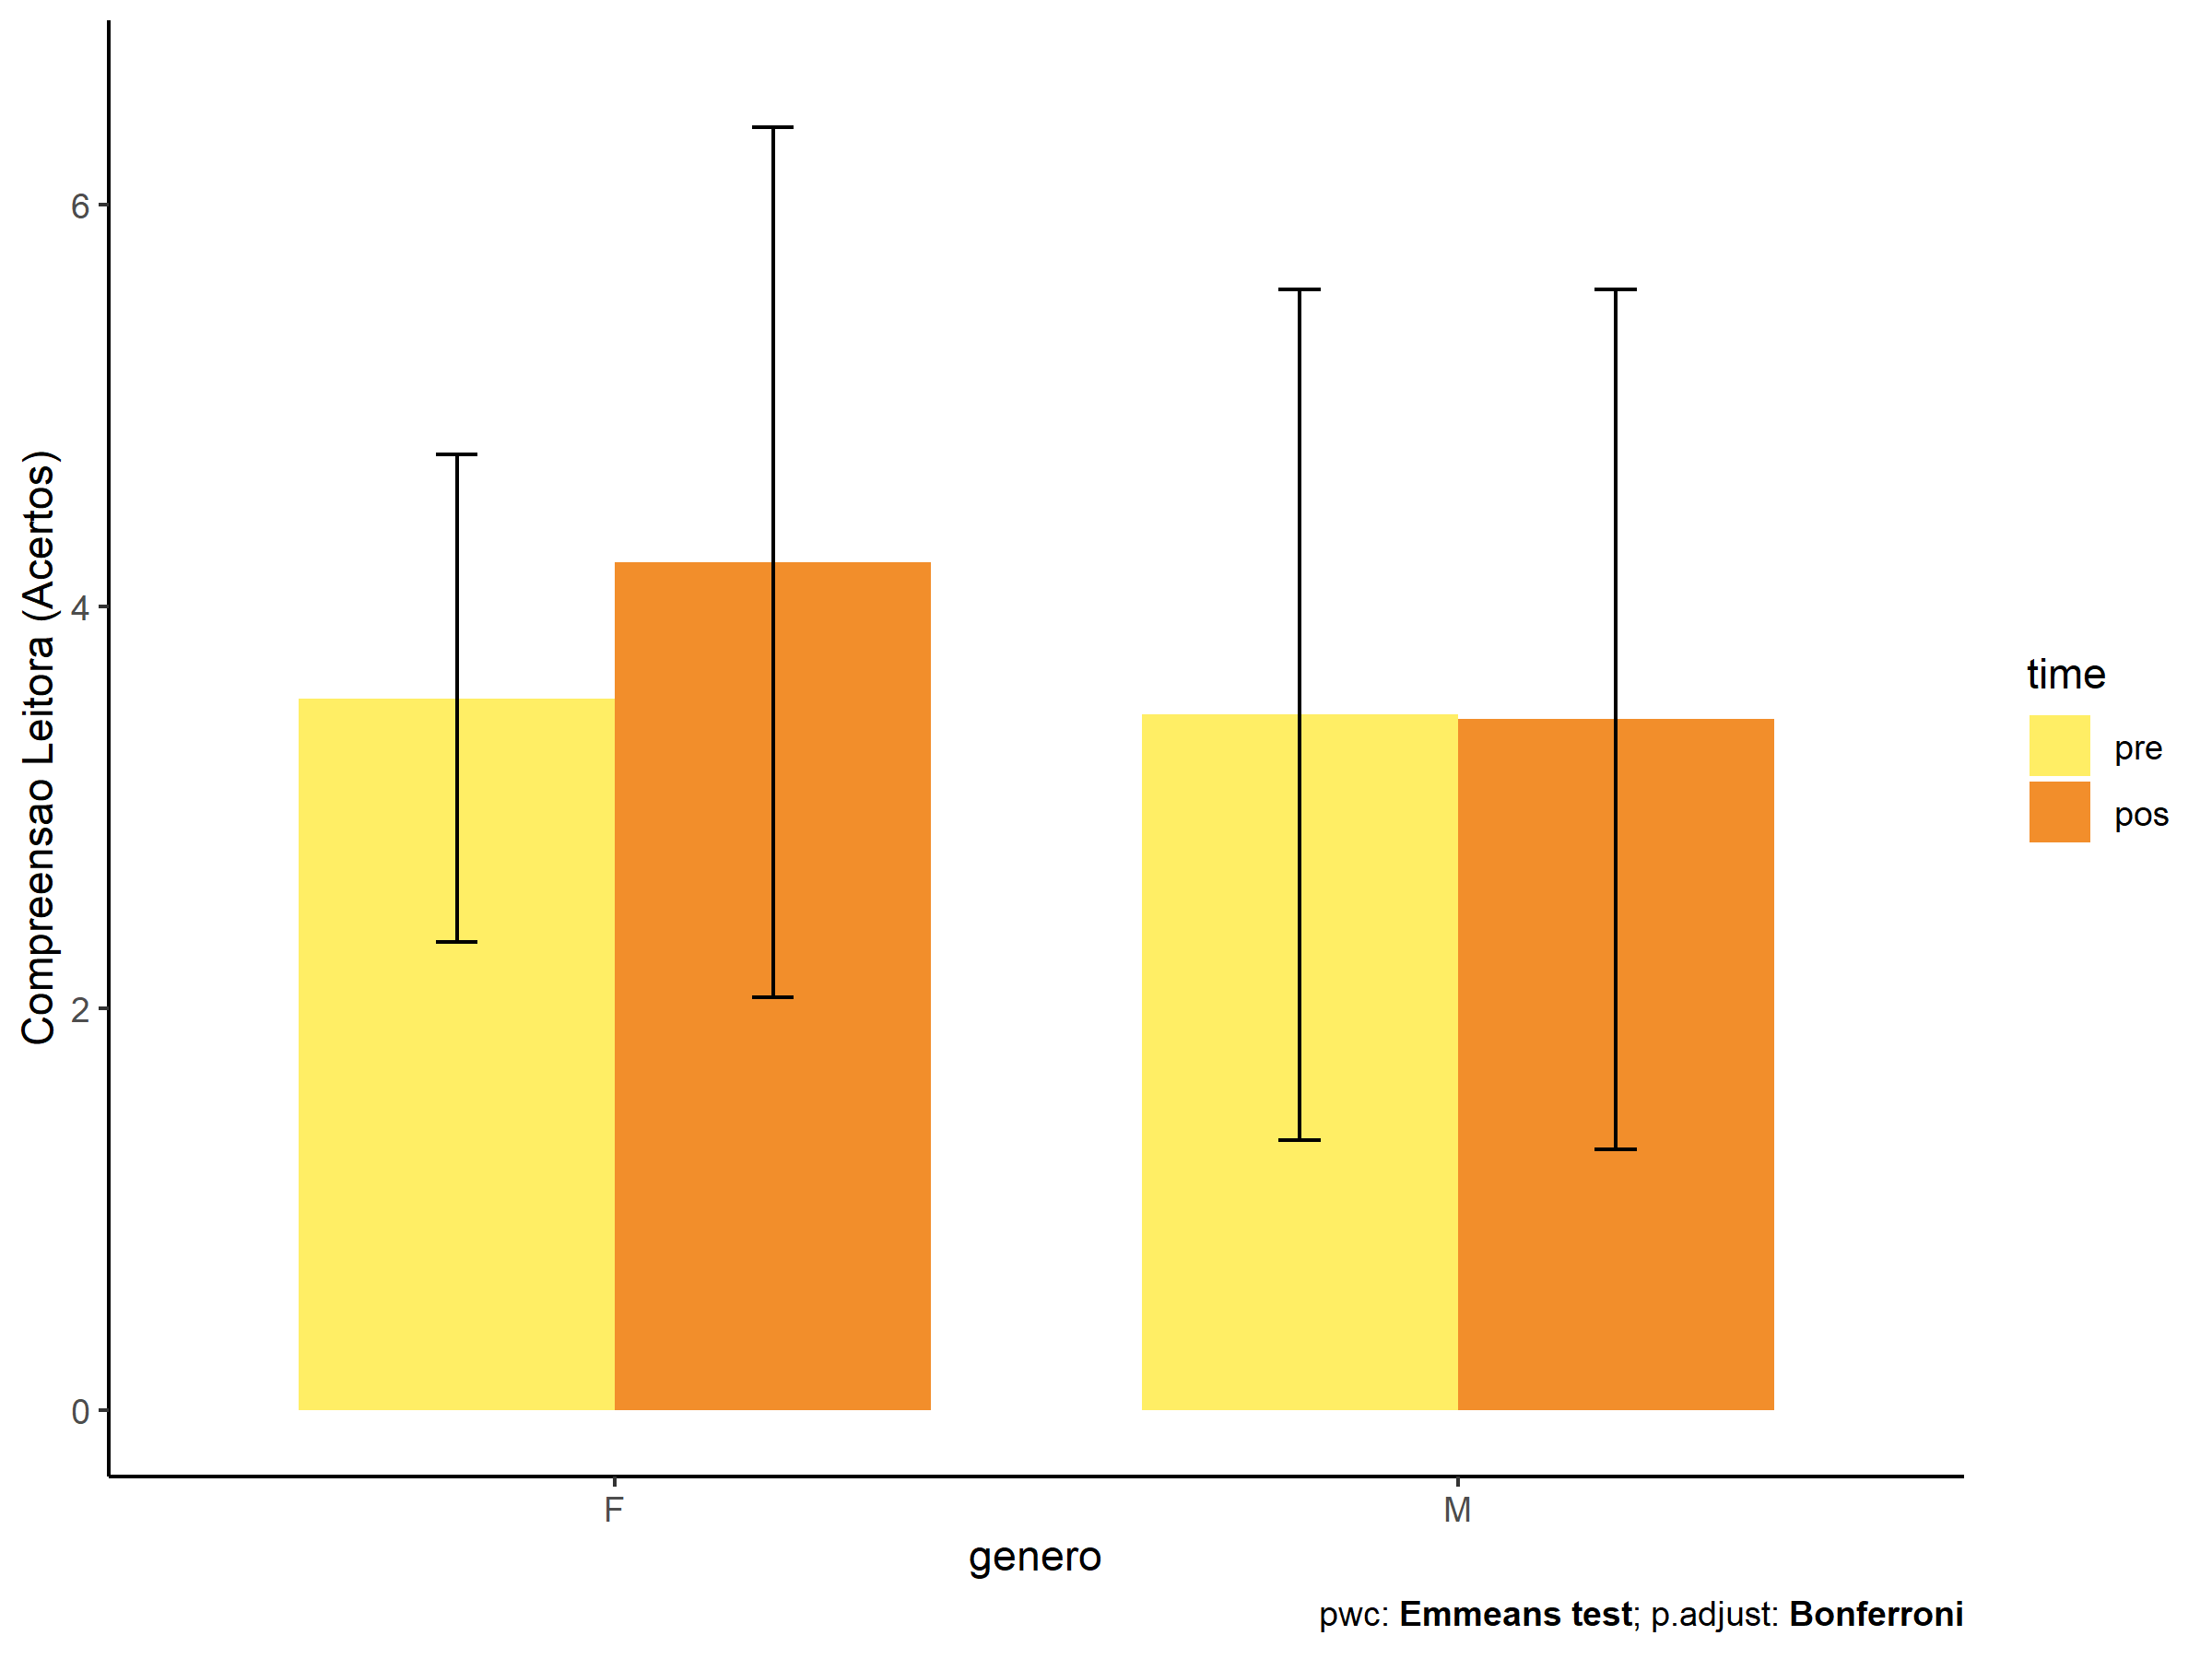 Compreensao Leitora (Acertos)
6
4
2
0
F
M
genero
time
pre
pos
pwc: Emmeans test; p.adjust: Bonferroni